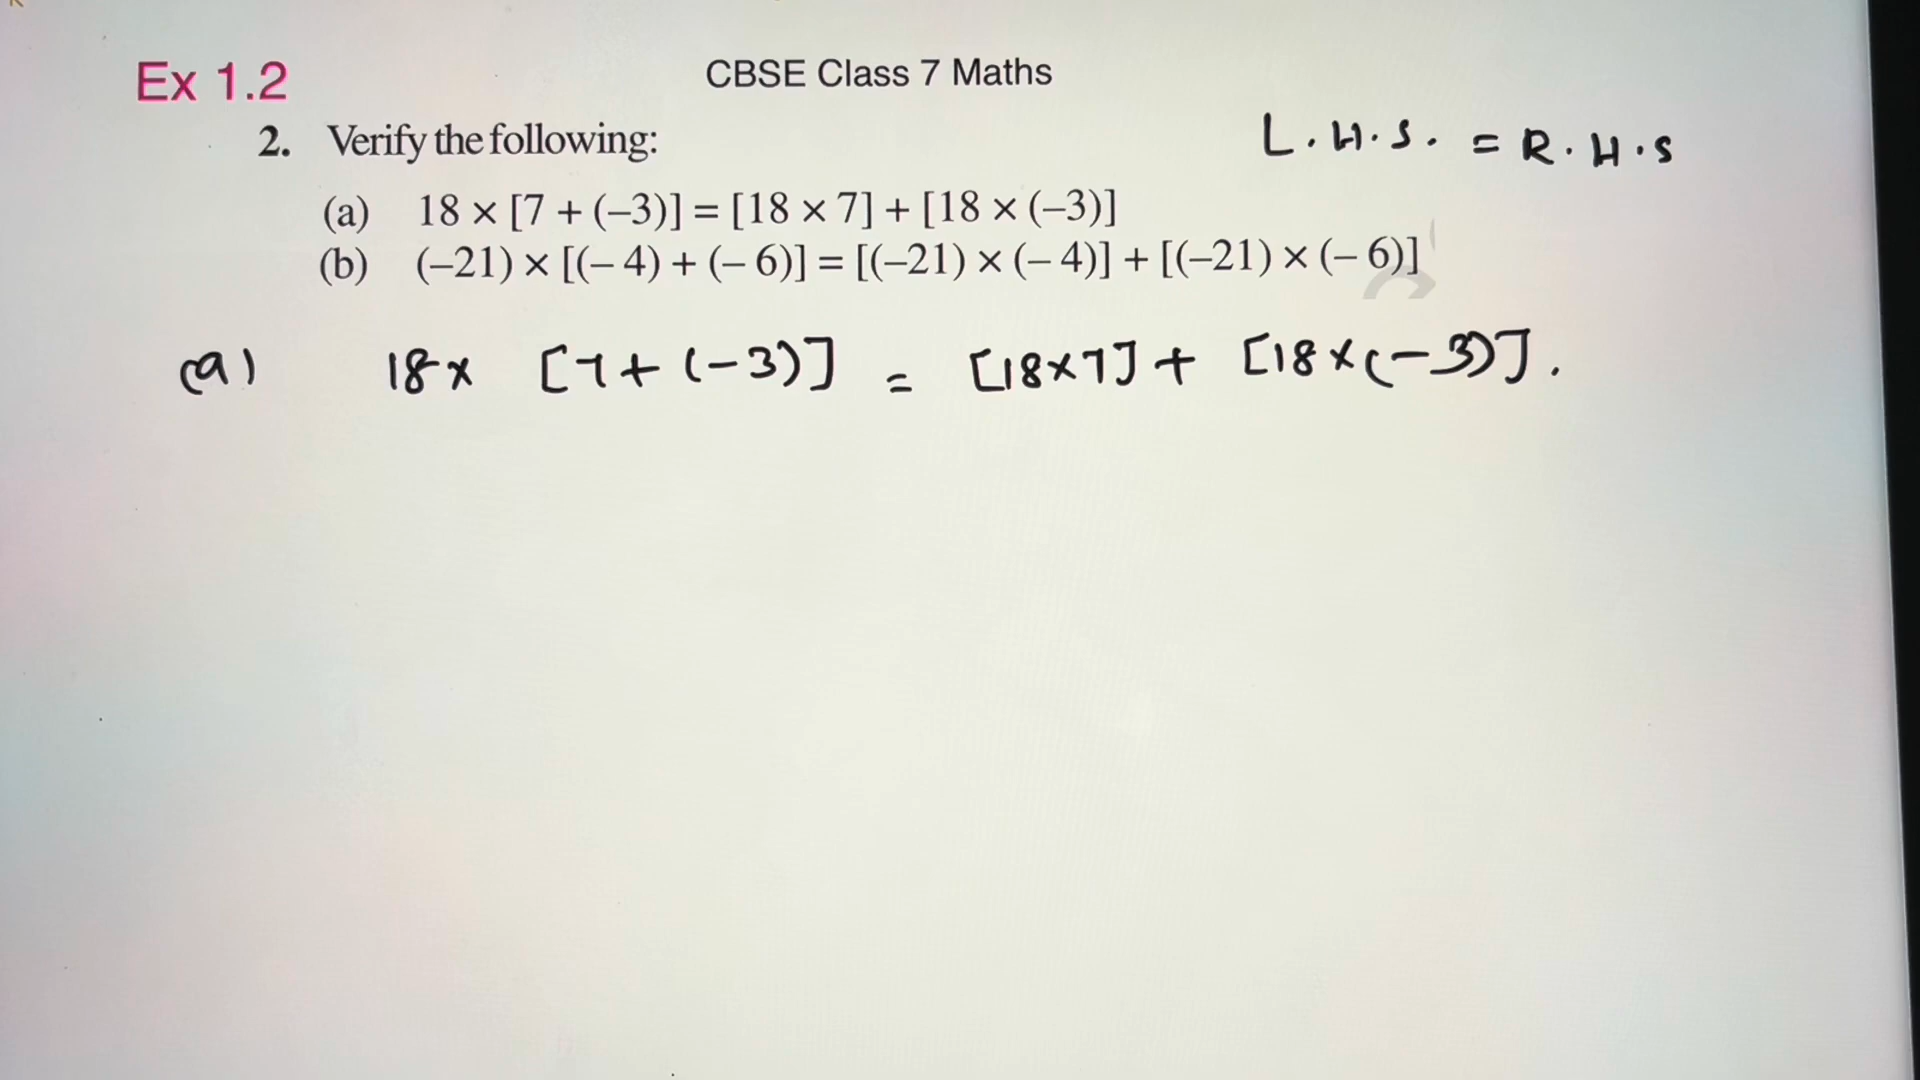 Ex 1.2
CBSE Class 7 Maths
2. Verify the following:
L.H.S. = R.H.S
(a) 18 × [7 + (–3)] = [18 × 7] + [18 × (–3)]
(b) (–21) × [(– 4) + (– 6)] = [(–21) × (– 4)] + [(–21) × (– 6)]
(a) 18× [7+ (-3)] = [18×7] + [18×(-3)].